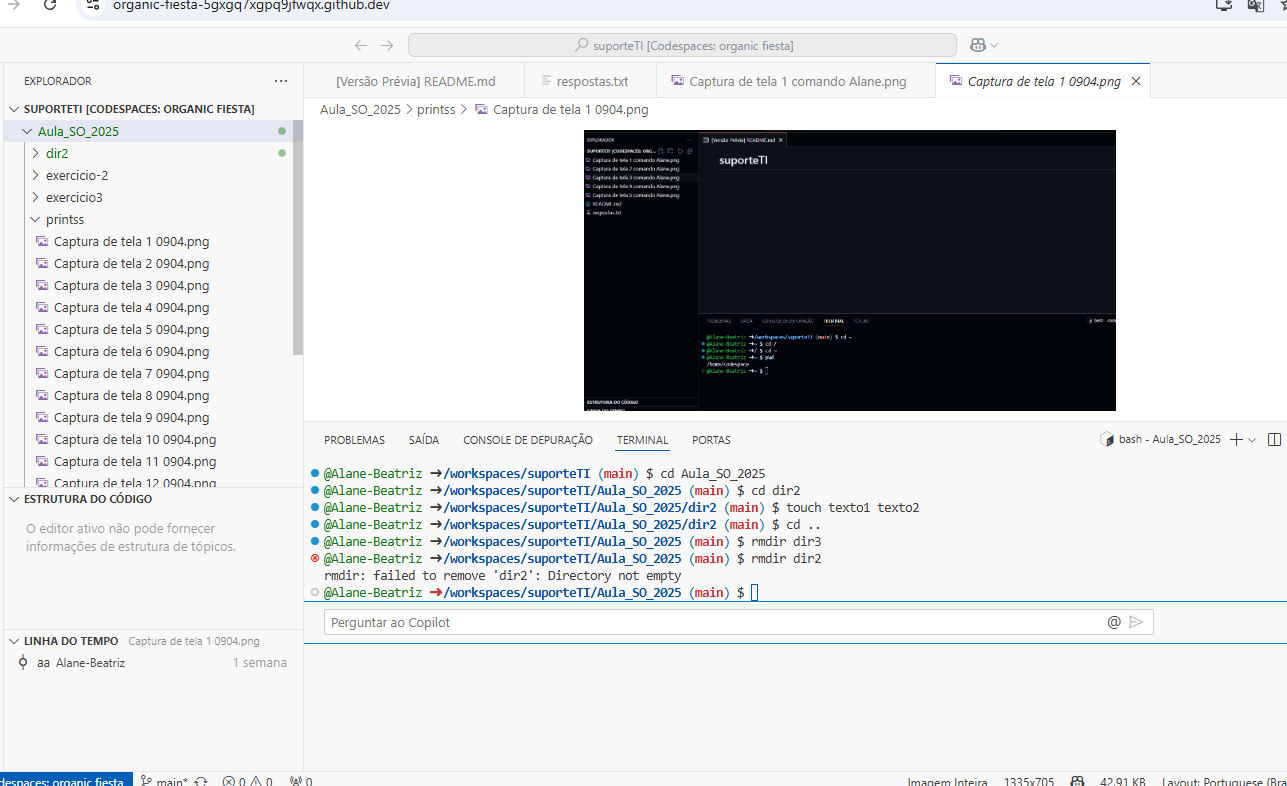 organic-fiesta-5gxgq7xgpq9jfwqx.github.dev
suporteTI [Codespaces: organic fiesta]
EXPLORADOR
SUPORTETI [CODESPACES: ORGANIC FIESTA]
Aula_SO_2025
dir2
exercicio-2
exercicio3
printss
Captura de tela 1 0904.png
Captura de tela 2 0904.png
Captura de tela 3 0904.png
Captura de tela 4 0904.png
Captura de tela 5 0904.png
Captura de tela 6 0904.png
Captura de tela 7 0904.png
Captura de tela 8 0904.png
Captura de tela 9 0904.png
Captura de tela 10 0904.png
Captura de tela 11 0904.png
Captura de tela 12 0904.png
ESTRUTURA DO CÓDIGO
O editor ativo não pode fornecer
informações de estrutura de tópicos.
LINHA DO TEMPO Captura de tela 1 0904.png
aa Alane-Beatriz 1 semana
[Versão Prévia] README.md
respostas.txt
Captura de tela 1 comando Alane.png
Captura de tela 1 0904.png
Aula_SO_2025 > printss > Captura de tela 1 0904.png
EXPLORADOR
SUPORTETI [CODESPACES: ORG...
Captura de tela 1 comando Alane.png
Captura de tela 2 comando Alane.png
Captura de tela 3 comando Alane.png
Captura de tela 4 comando Alane.png
Captura de tela 5 comando Alane.png
README.md
respostas.txt
[Versão Prévia] README.md
suporteTI
PROBLEMAS SAÍDA CONSOLE DE DEPURAÇÃO TERMINAL PORTAS
bash
@Alane-Beatriz ➜/workspaces/suporteTI (main) $ cd ~
@Alane-Beatriz ➜~ $ cd /
@Alane-Beatriz ➜/ $ cd ~
@Alane-Beatriz ➜~ $ pwd
/home/codespace
@Alane-Beatriz ➜~ $
ESTRUTURA DO CÓDIGO
LINHA DO TEMPO
PROBLEMAS SAÍDA CONSOLE DE DEPURAÇÃO TERMINAL PORTAS
bash - Aula_SO_2025
@Alane-Beatriz ➜/workspaces/suporteTI (main) $ cd Aula_SO_2025
@Alane-Beatriz ➜/workspaces/suporteTI/Aula_SO_2025 (main) $ cd dir2
@Alane-Beatriz ➜/workspaces/suporteTI/Aula_SO_2025/dir2 (main) $ touch texto1 texto2
@Alane-Beatriz ➜/workspaces/suporteTI/Aula_SO_2025/dir2 (main) $ cd ..
@Alane-Beatriz ➜/workspaces/suporteTI/Aula_SO_2025 (main) $ rmdir dir3
@Alane-Beatriz ➜/workspaces/suporteTI/Aula_SO_2025 (main) $ rmdir dir2
rmdir: failed to remove 'dir2': Directory not empty
@Alane-Beatriz ➜/workspaces/suporteTI/Aula_SO_2025 (main) $
Perguntar ao Copilot
despaces: organic fiesta main* 0 0 0 Imagem Inteira 1335x705 42.91 KB Layout: Portuguese (Bra